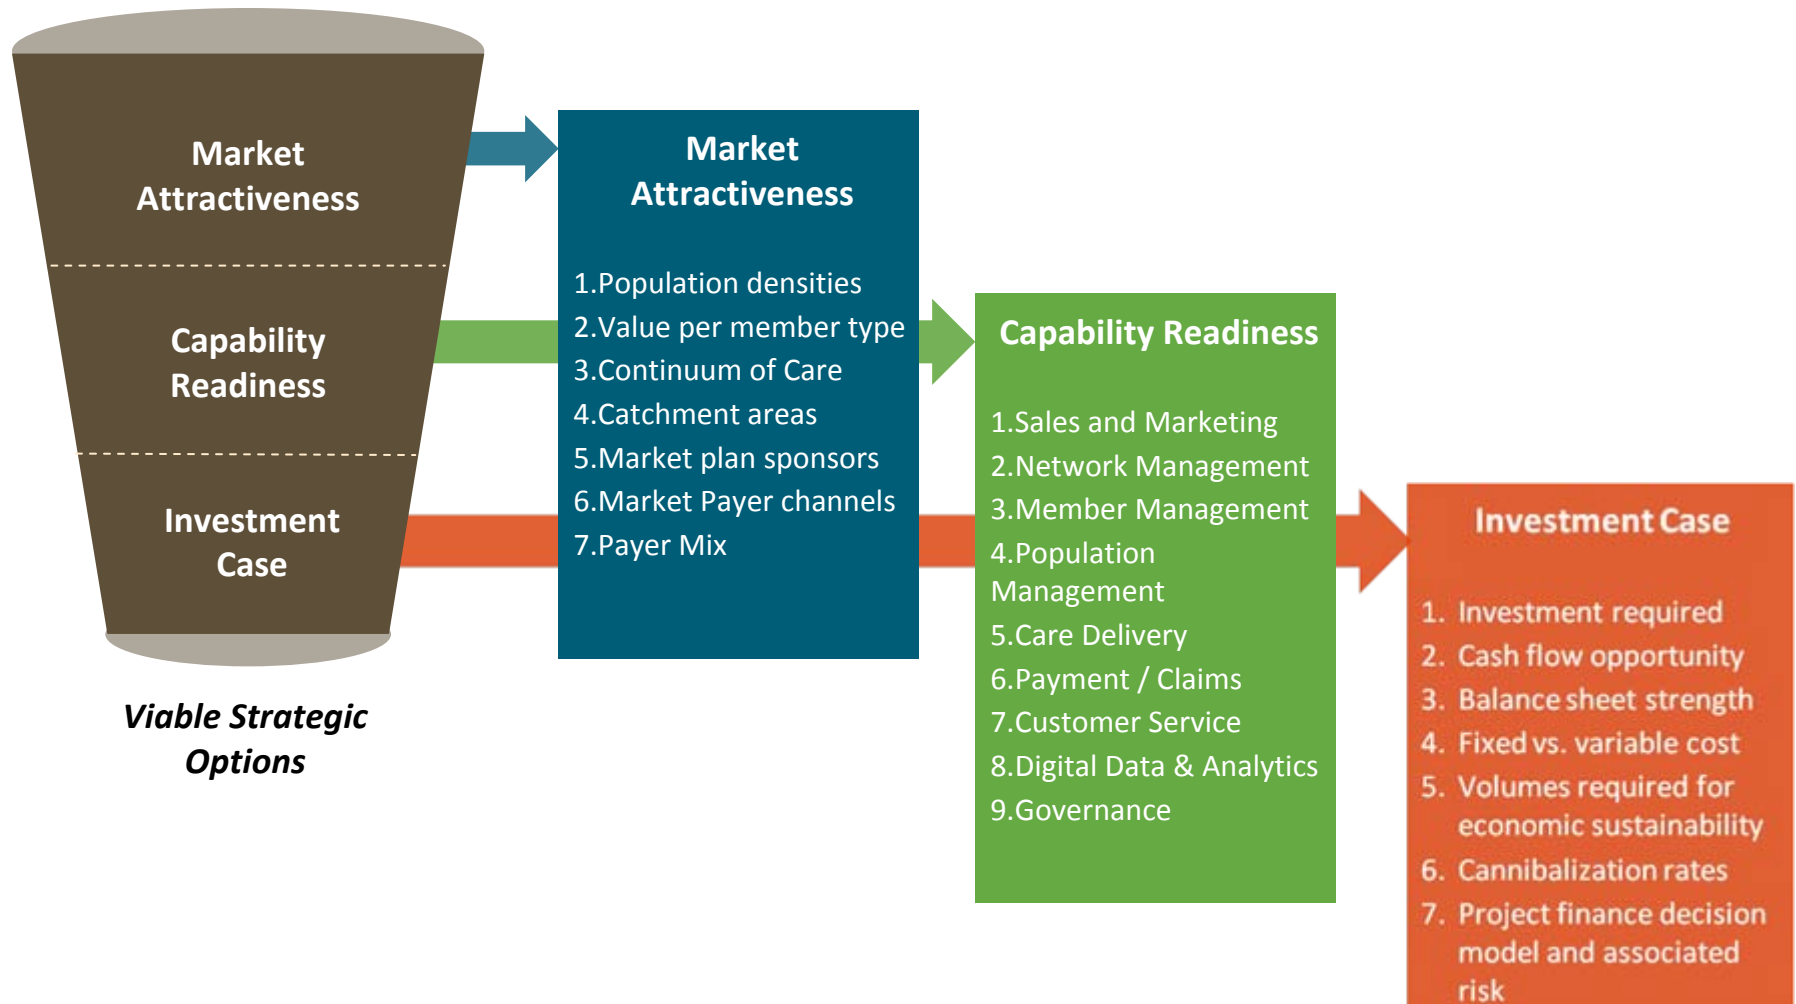 Market
Attractiveness
Capability
Readiness
Investment
Case
Viable Strategic
Options
Market
Attractiveness
1.Population densities
2.Value per member type
3.Continuum of Care
4.Catchment areas
5.Market plan sponsors
6.Market Payer channels
7.Payer Mix
Capability Readiness
1.Sales and Marketing
2.Network Management
3.Member Management
4.Population
Management
5.Care Delivery
6.Payment / Claims
7.Customer Service
8.Digital Data & Analytics
9.Governance
Investment Case
1. Investment required
2. Cash flow opportunity
3. Balance sheet strength
4. Fixed vs. variable cost
5. Volumes required for
economic sustainability
6. Cannibalization rates
7. Project finance decision
model and associated
risk